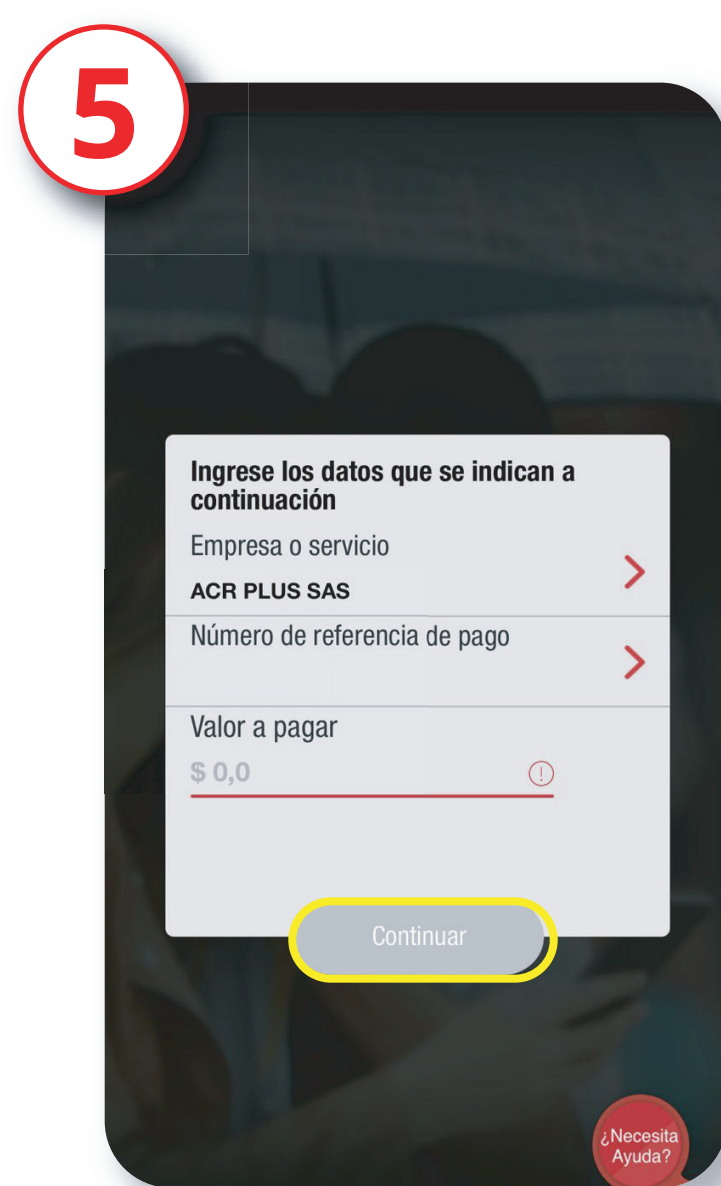 5
Ingrese los datos que se indican a
continuación
Empresa o servicio
ACR PLUS SAS
Número de referencia de pago
Valor a pagar
$ 0,0
Continuar
¿Necesita
Ayuda?